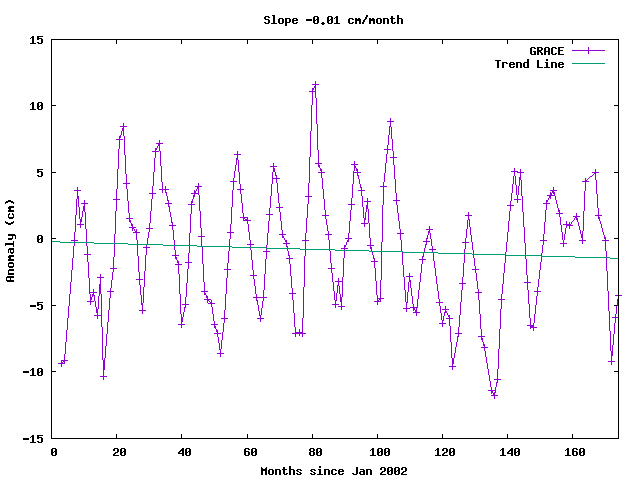 Slope -0.01 cm/month
GRACE
Trend Line
Anomaly (cm)
15
10
5
0
-5
-10
-15
0 20 40 60 80 100 120 140 160
Months since Jan 2002